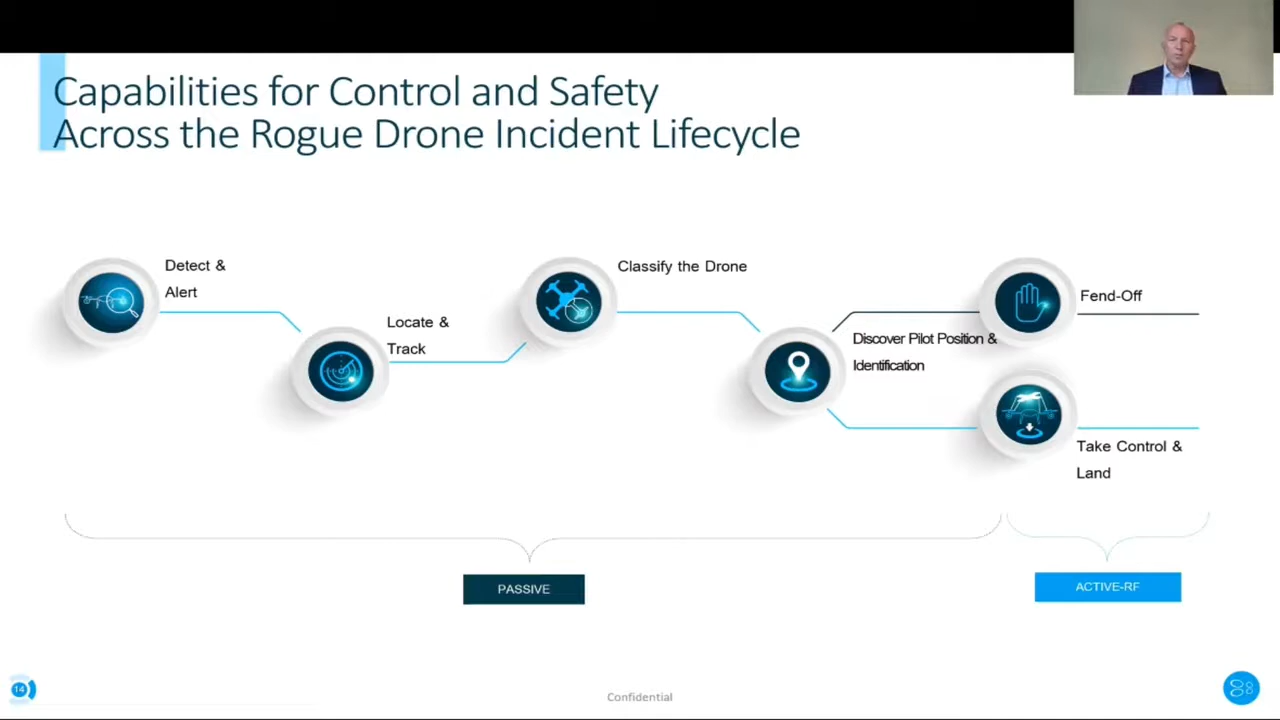 Capabilities for Control and Safety
Across the Rogue Drone Incident Lifecycle
Detect &
Alert
Locate &
Track
Classify the Drone
Discover Pilot Position &
Identification
Fend-Off
Take Control &
Land
PASSIVE
ACTIVE-RF
14
Confidential